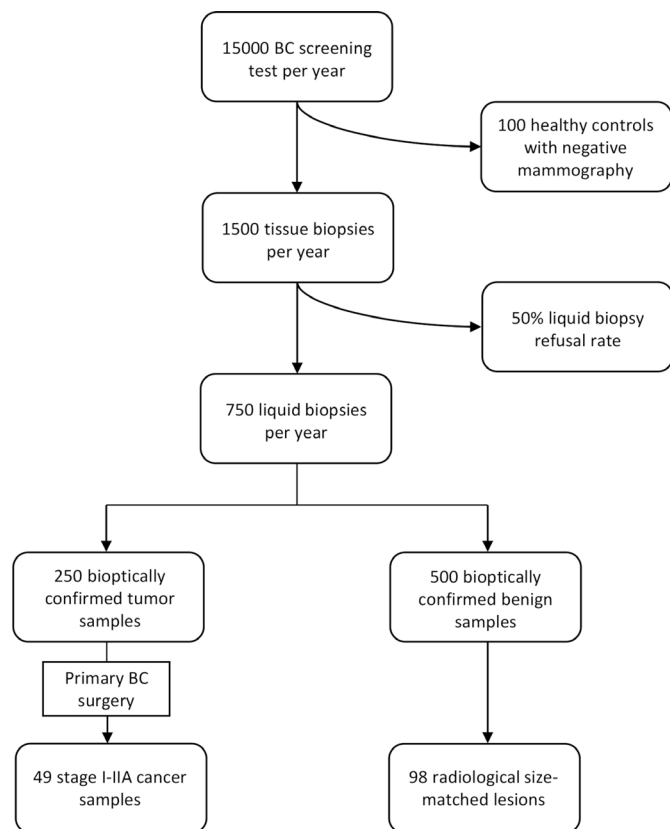 15000 BC screening
test per year
100 healthy controls
with negative
mammography
1500 tissue biopsies
per year
50% liquid biopsy
refusal rate
750 liquid biopsies
per year
250 bioptically
confirmed tumor
samples
500 bioptically
confirmed benign
samples
Primary BC
surgery
49 stage I-IIA cancer
samples
98 radiological size-
matched lesions